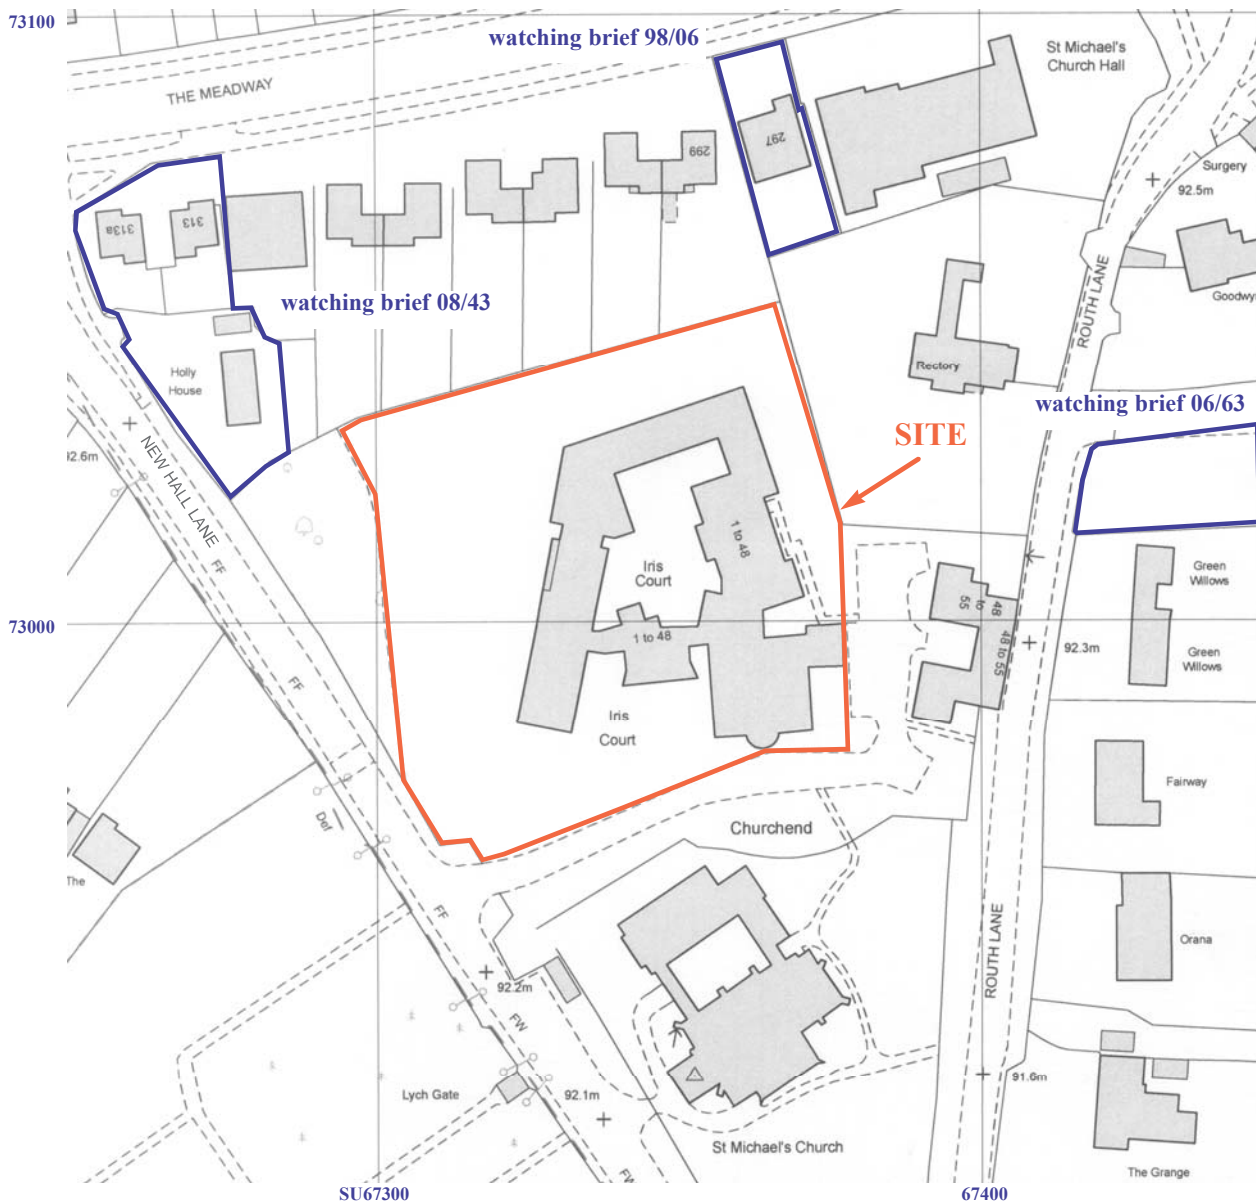 73100
watching brief 98/06
St Michael's
Church Hall
THE MEADWAY
297
299
Surgery
92.5m
313a
313
ROUTH LANE
watching brief 08/43
Holly
House
Rectory
watching brief 06/63
SITE
NEW HALL LANE
FF
1 to 48
Iris
Court
Green
Willows
48
to
55
73000
1 to 48
48 to 55
92.3m
Green
Willows
FF
Iris
Court
Fairway
Def
Churchend
The
FF
ROUTH LANE
Orana
92.2m
FW
91.6m
Lych Gate
92.1m
St Michael's Church
The Grange
FW
SU67300
67400